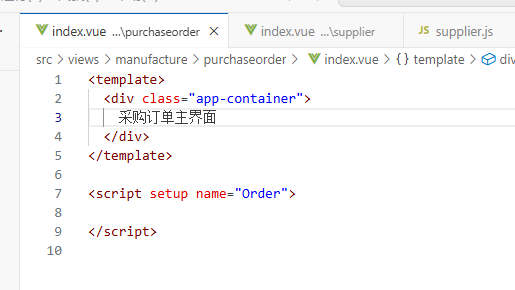 index.vue ...\purchaseorder
index.vue ...\supplier
JS supplier.js
src > views > manufacture > purchaseorder > index.vue > {} template > div
1 <template>
2 <div class="app-container">
3 采购订单主界面
4 </div>
5 </template>
6
7 <script setup name="Order">
8
9 </script>
10